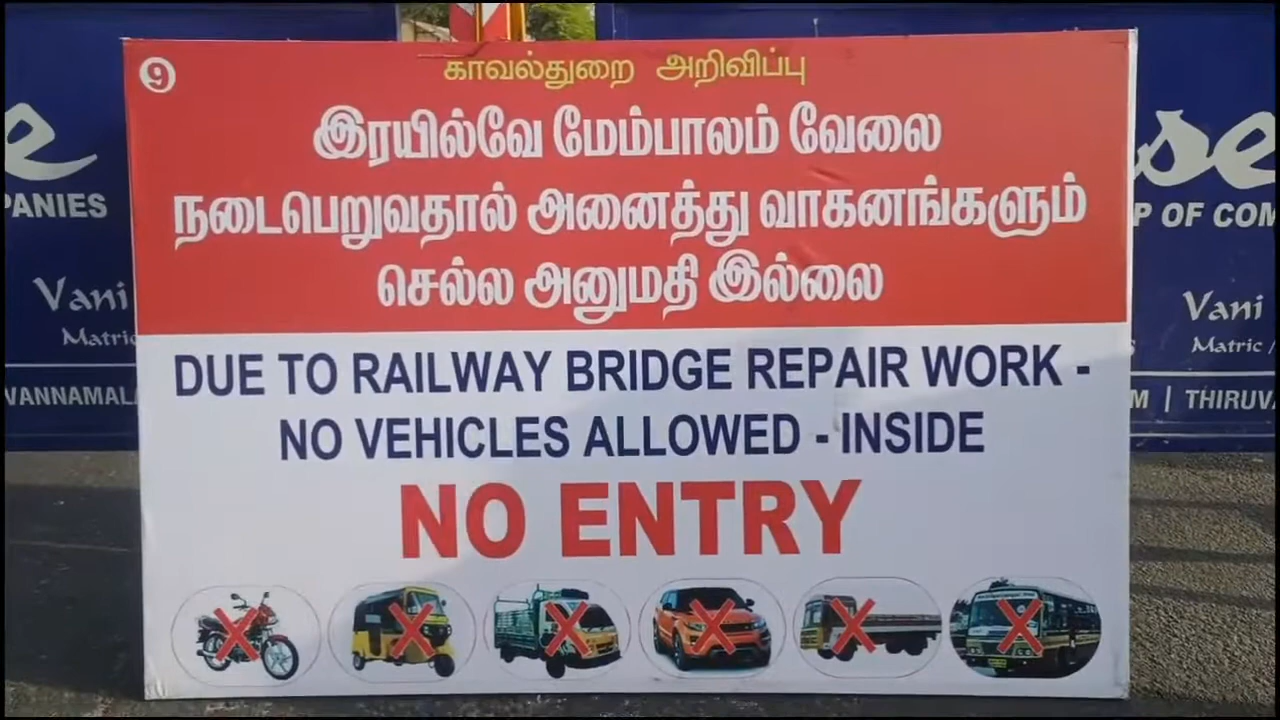 9
காவல்துறை அறிவிப்பு
இரயில்வே மேம்பாலம் வேலை
நடைபெறுவதால் அனைத்து வாகனங்களும்
செல்ல அனுமதி இல்லை
DUE TO RAILWAY BRIDGE REPAIR WORK -
NO VEHICLES ALLOWED - INSIDE
NO ENTRY
e
PANIES
Vani
Matric
VANNAMALA
se
P OF COM
Vani
Matric /
M | THIRUVA